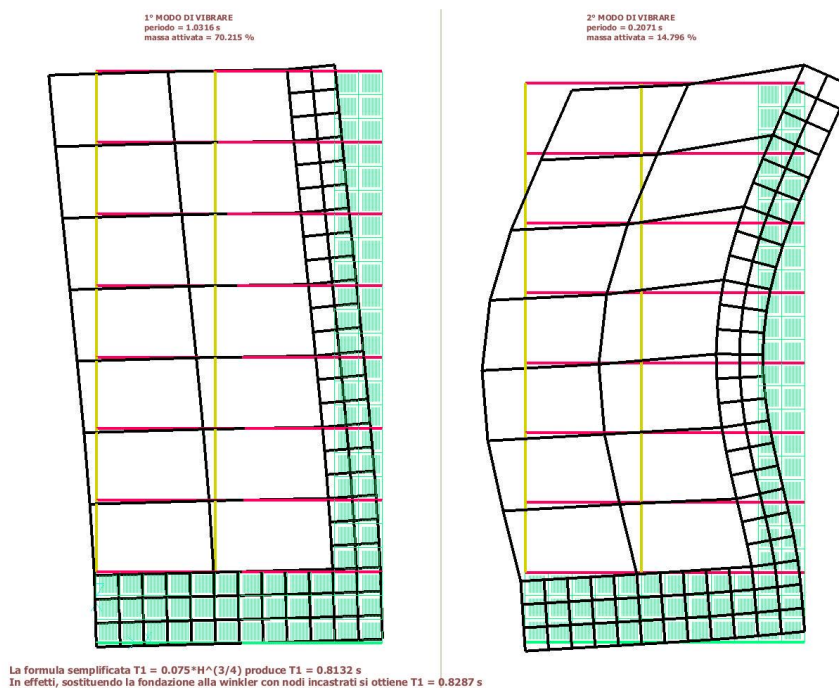 1° MODO DI VIBRARE
periodo = 1.0316 s
massa attivata = 70.215 %
2° MODO DI VIBRARE
periodo = 0.2071 s
massa attivata = 14.796 %
La formula semplificata T1 = 0.075*H^(3/4) produce T1 = 0.8132 s
In effetti, sostituendo la fondazione alla winkler con nodi incastrati si ottiene T1 = 0.8287 s